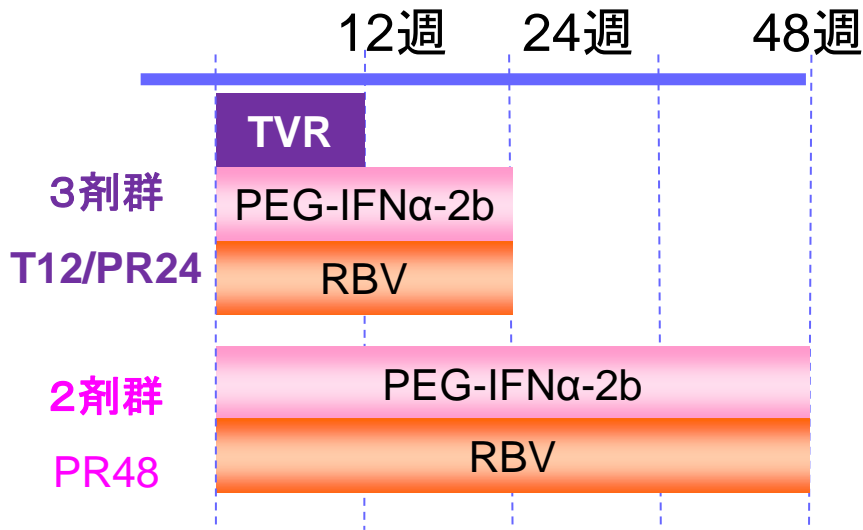 12週 24週 48週
TVR
３剤群
PEG-IFNα-2b
T12/PR24
RBV
２剤群
PEG-IFNα-2b
PR48
RBV